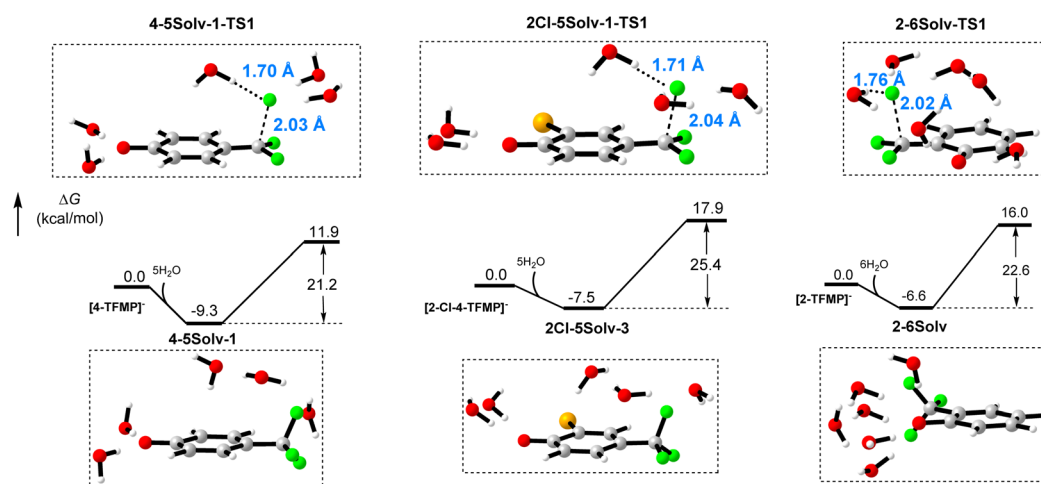 4-5Solv-1-TS1
2Cl-5Solv-1-TS1
2-6Solv-TS1
1.70 Å
2.03 Å
1.71 Å
2.04 Å
1.76 Å
2.02 Å
ΔG
(kcal/mol)
0.0
5H₂O
[4-TFMP]⁻
-9.3
11.9
21.2
4-5Solv-1
0.0
5H₂O
[2-Cl-4-TFMP]⁻
-7.5
17.9
25.4
2Cl-5Solv-3
0.0
6H₂O
[2-TFMP]⁻
-6.6
16.0
22.6
2-6Solv